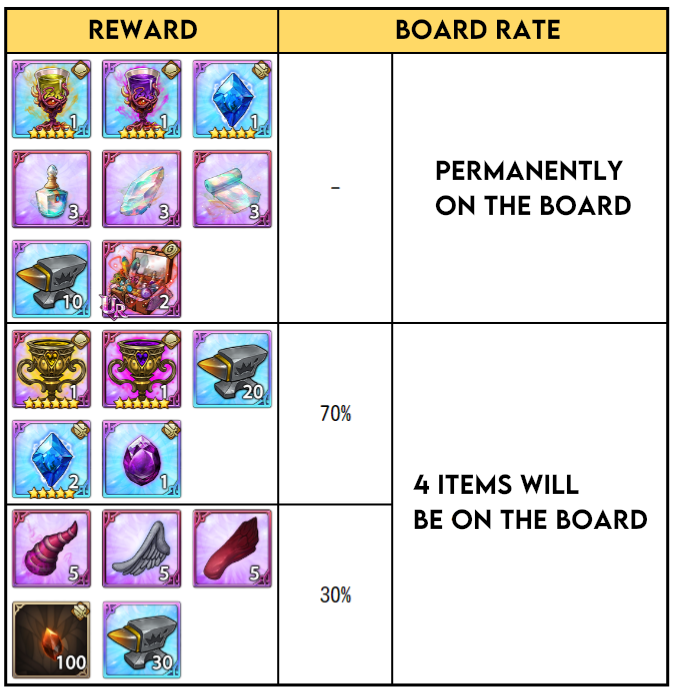 REWARD BOARD RATE
1 1 1
3 3 3
10 UR 2
-
PERMANENTLY
ON THE BOARD
1 1 20
2 1
70%
5 5 5
100 30
30%
4 ITEMS WILL
BE ON THE BOARD